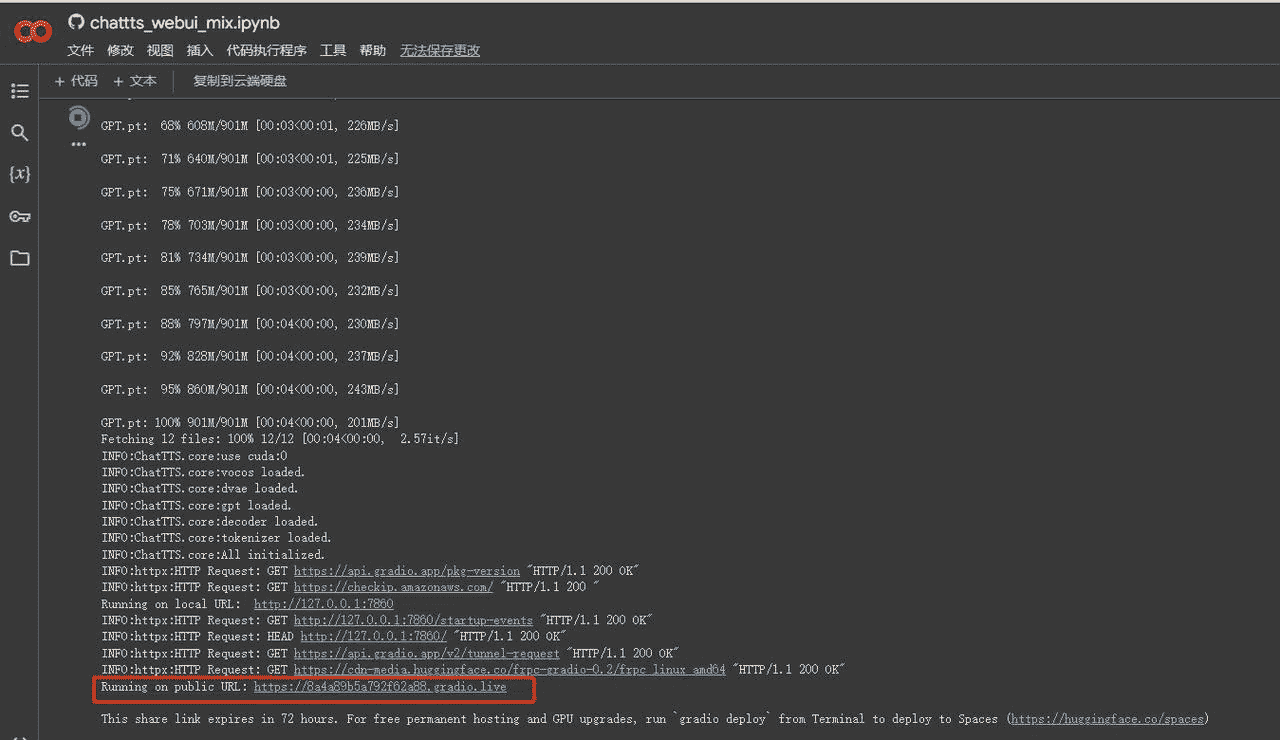 chattts_webui_mix.ipynb
文件 修改 视图 插入 代码执行程序 工具 帮助 无法保存更改
+ 代码 + 文本 复制到云端硬盘
GPT.pt: 68% 608M/901M [00:03<00:01, 226MB/s]
GPT.pt: 71% 640M/901M [00:03<00:01, 225MB/s]
GPT.pt: 75% 671M/901M [00:03<00:00, 236MB/s]
GPT.pt: 78% 703M/901M [00:03<00:00, 234MB/s]
GPT.pt: 81% 734M/901M [00:03<00:00, 239MB/s]
GPT.pt: 85% 765M/901M [00:03<00:00, 232MB/s]
GPT.pt: 88% 797M/901M [00:04<00:00, 230MB/s]
GPT.pt: 92% 828M/901M [00:04<00:00, 237MB/s]
GPT.pt: 95% 860M/901M [00:04<00:00, 243MB/s]
GPT.pt: 100% 901M/901M [00:04<00:00, 201MB/s]
Fetching 12 files: 100% 12/12 [00:04<00:00, 2.57it/s]
INFO:ChatTTS.core:use cuda:0
INFO:ChatTTS.core:vocos loaded.
INFO:ChatTTS.core:dvae loaded.
INFO:ChatTTS.core:gpt loaded.
INFO:ChatTTS.core:decoder loaded.
INFO:ChatTTS.core:tokenizer loaded.
INFO:ChatTTS.core:All initialized.
INFO:httpx:HTTP Request: GET https://api.gradio.app/pkg-version "HTTP/1.1 200 OK"
INFO:httpx:HTTP Request: GET https://checkip.amazonaws.com/ "HTTP/1.1 200 "
Running on local URL: http://127.0.0.1:7860
INFO:httpx:HTTP Request: GET http://127.0.0.1:7860/startup-events "HTTP/1.1 200 OK"
INFO:httpx:HTTP Request: HEAD http://127.0.0.1:7860/ "HTTP/1.1 200 OK"
INFO:httpx:HTTP Request: GET https://api.gradio.app/v2/tunnel-request "HTTP/1.1 200 OK"
INFO:httpx:HTTP Request: GET https://cdn-media.huggingface.co/frpc-gradio-0.2/frpc_linux_amd64 "HTTP/1.1 200 OK"
Running on public URL: https://8a4a89b5a792f62a88.gradio.live
This share link expires in 72 hours. For free permanent hosting and GPU upgrades, run `gradio deploy` from Terminal to deploy to Spaces (https://huggingface.co/spaces)